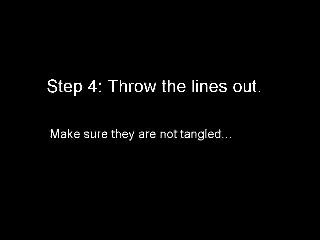 Step 4: Throw the lines out.
Make sure they are not tangled...